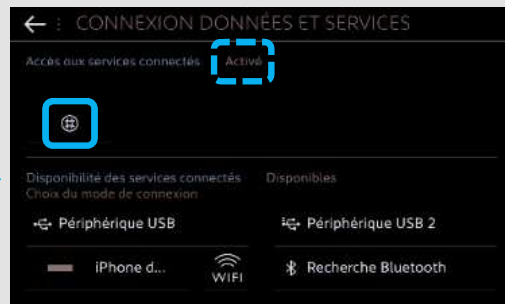 CONNEXION DONNÉES ET SERVICES
Accès aux services connectés Activé
Disponibilité des services connectés Disponibles
Choix du mode de connexion
Périphérique USB Périphérique USB 2
iPhone d... WIFI Recherche Bluetooth